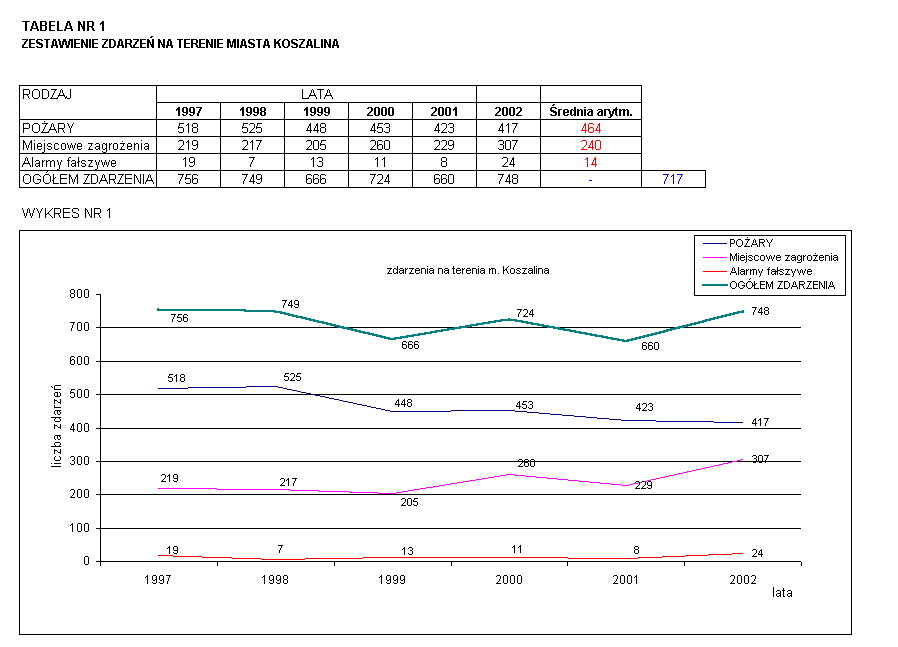 TABELA NR 1
ZESTAWIENIE ZDARZEŃ NA TERENIE MIASTA KOSZALINA
RODZAJ LATA
1997 1998 1999 2000 2001 2002 Średnia arytm.
POŻARY 518 525 448 453 423 417 464
Miejscowe zagrożenia 219 217 205 260 229 307 240
Alarmy fałszywe 19 7 13 11 8 24 14
OGÓŁEM ZDARZENIA 756 749 666 724 660 748 - 717
WYKRES NR 1
POŻARY
Miejscowe zagrożenia
Alarmy fałszywe
OGÓŁEM ZDARZENIA
zdarzenia na terenia m. Koszalina
liczba zdarzeń
800
700
600
500
400
300
200
100
0
756 749 666 724 660 748
518 525 448 453 423 417
219 217 205 260 229 307
19 7 13 11 8 24
1997 1998 1999 2000 2001 2002
lata